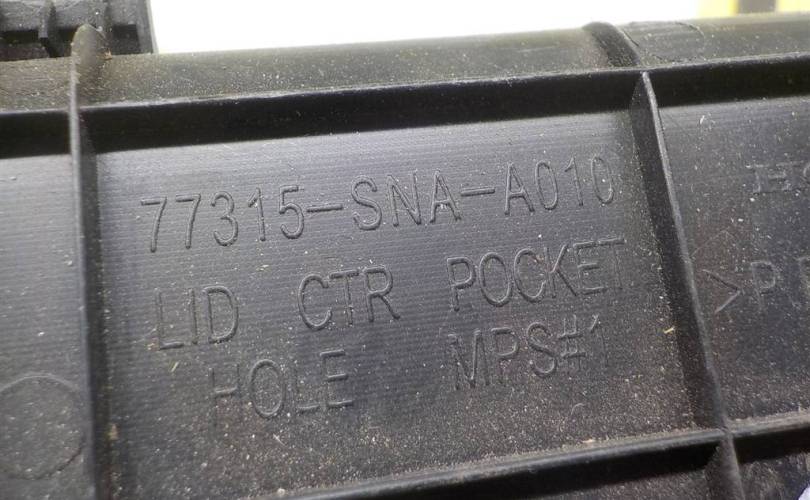 77315-SNA-A010
LID CTR POCKET
HOLE MPS#1
>P